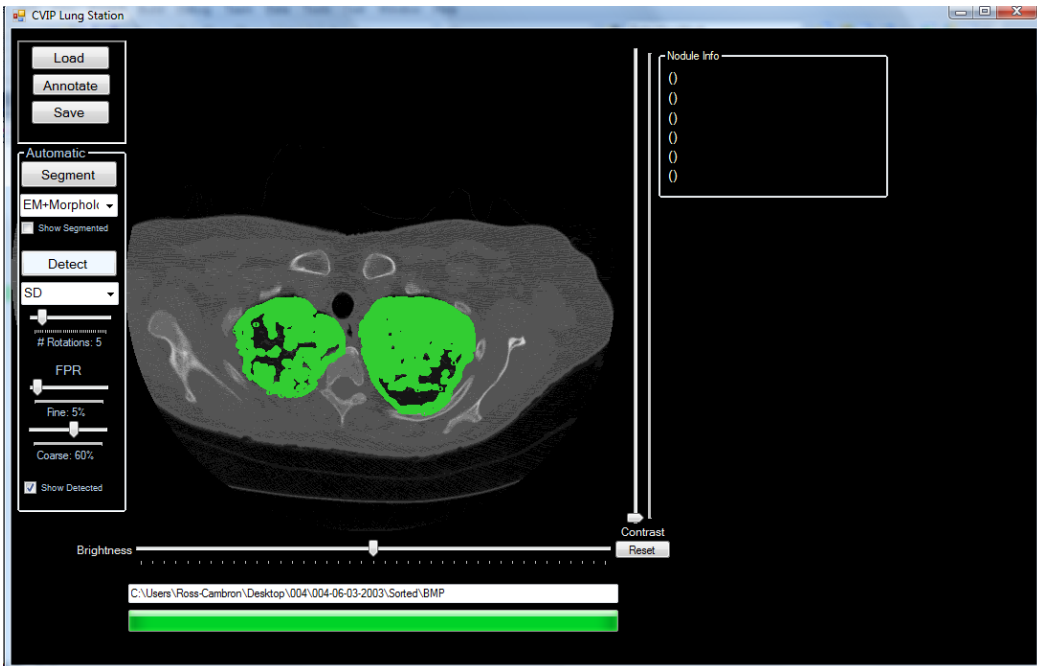 CVIP Lung Station
Load
Annotate
Save
Automatic
Segment
EM+Morpholo
Show Segmented
Detect
SD
# Rotations: 5
FPR
Fine: 5%
Coarse: 60%
Show Detected
Nodule Info
()
()
()
()
()
()
Contrast
Reset
Brightness
C:\Users\Ross-Cambron\Desktop\004\004-06-03-2003\Sorted\BMP